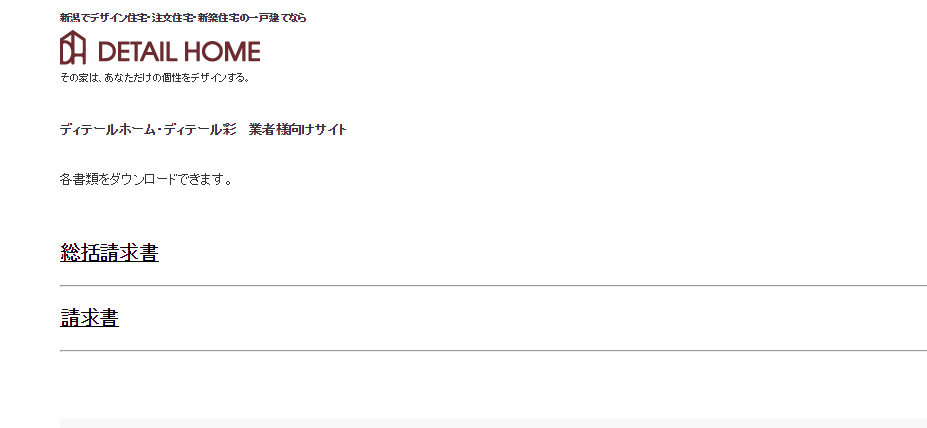 新潟でデザイン住宅・注文住宅・新築住宅の一戸建てなら
DETAIL HOME
その家は、あなただけの個性をデザインする。
ディテールホーム・ディテール彩　業者様向けサイト
各書類をダウンロードできます。
総括請求書
請求書